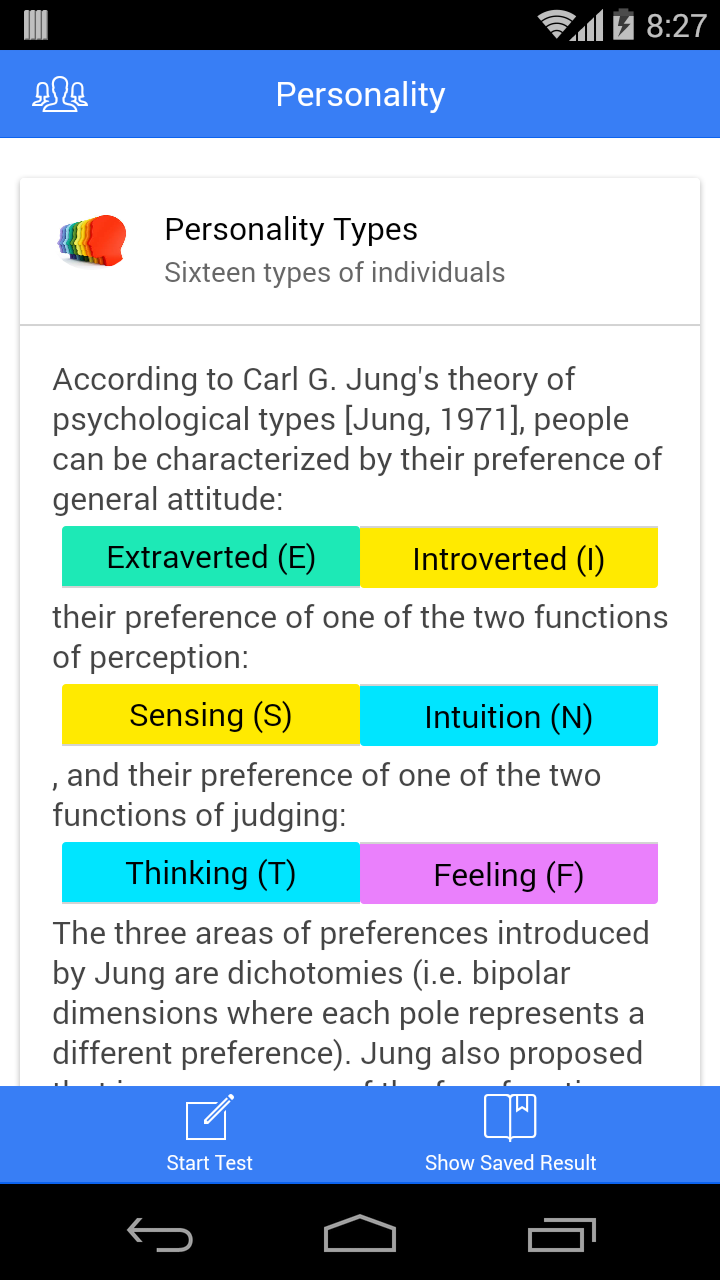 8:27
Personality
Personality Types
Sixteen types of individuals
According to Carl G. Jung's theory of
psychological types [Jung, 1971], people
can be characterized by their preference of
general attitude:
Extraverted (E) Introverted (I)
their preference of one of the two functions
of perception:
Sensing (S) Intuition (N)
, and their preference of one of the two
functions of judging:
Thinking (T) Feeling (F)
The three areas of preferences introduced
by Jung are dichotomies (i.e. bipolar
dimensions where each pole represents a
different preference). Jung also proposed
Start Test Show Saved Result